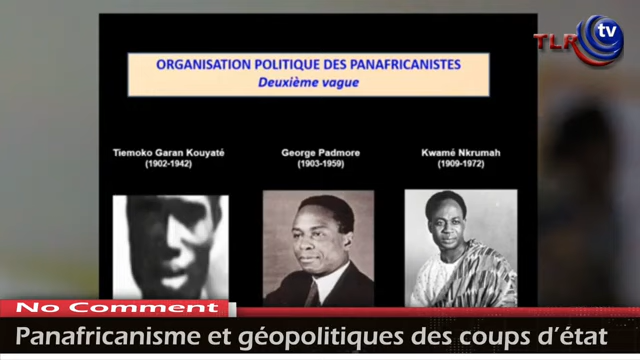 TLR tv
ORGANISATION POLITIQUE DES PANAFRICANISTES
Deuxième vague
Tiemoko Garan Kouyaté
(1902-1942)
George Padmore
(1903-1959)
Kwamé Nkrumah
(1909-1972)
No Comment
Panafricanisme et géopolitiques des coups d'état